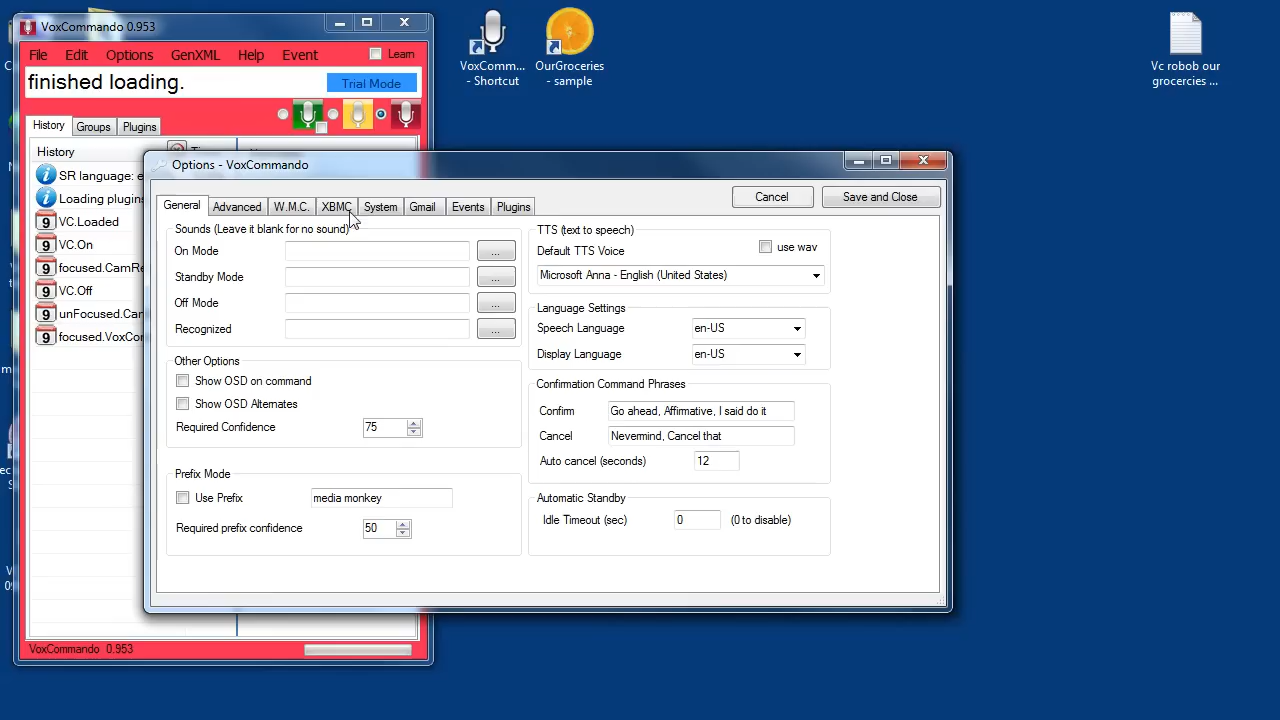 VoxCommando 0.953
File Edit Options GenXML Help Event Learn
finished loading.
Trial Mode
History Groups Plugins
History
SR language: e
Loading plugins
9 VC.Loaded
9 VC.On
9 focused.CamRe
9 VC.Off
9 unFocused.Cam
9 focused.VoxCom
VoxCommando 0.953
VoxComm... - Shortcut
OurGroceries - sample
Vc robob our grocercies ...
Options - VoxCommando
General Advanced W.M.C. XBMC System Gmail Events Plugins
Cancel Save and Close
Sounds (Leave it blank for no sound)
On Mode ...
Standby Mode ...
Off Mode ...
Recognized ...
Other Options
Show OSD on command
Show OSD Alternates
Required Confidence 75
Prefix Mode
Use Prefix media monkey
Required prefix confidence 50
TTS (text to speech)
Default TTS Voice use wav
Microsoft Anna - English (United States)
Language Settings
Speech Language en-US
Display Language en-US
Confirmation Command Phrases
Confirm Go ahead, Affirmative, I said do it
Cancel Nevermind, Cancel that
Auto cancel (seconds) 12
Automatic Standby
Idle Timeout (sec) 0 (0 to disable)